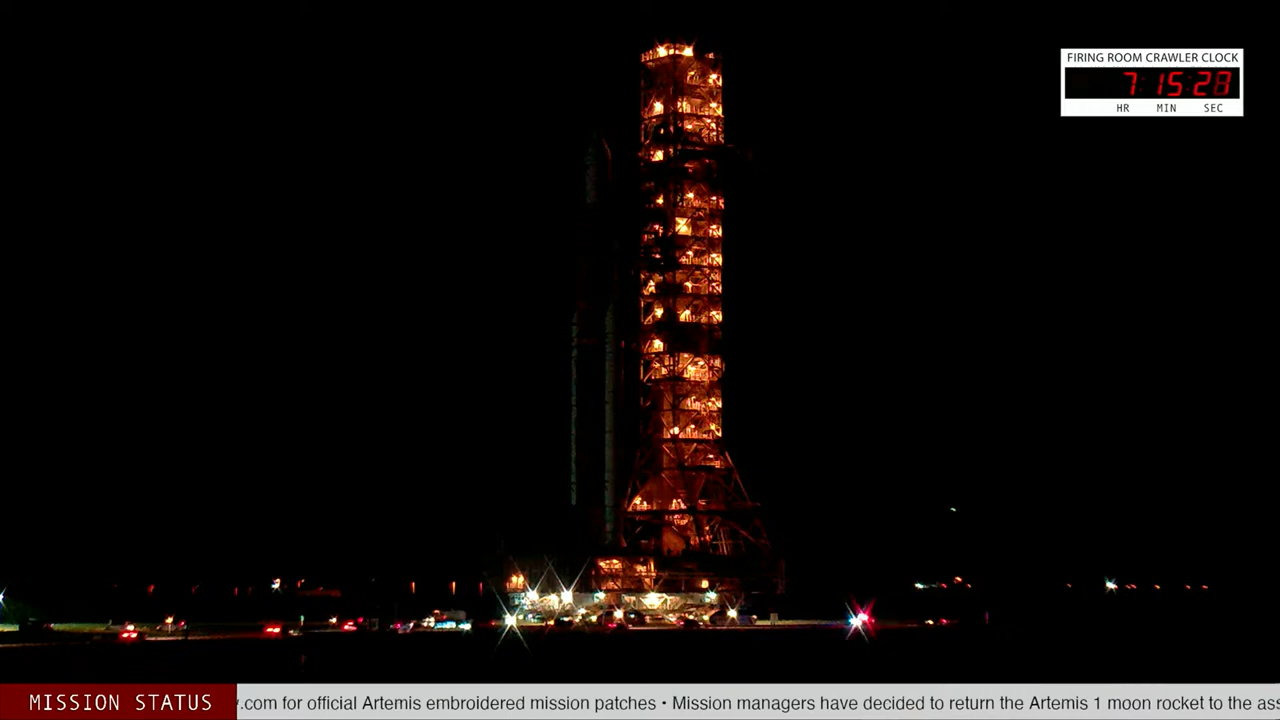 FIRING ROOM CRAWLER CLOCK
7:15:28
HR MIN SEC
MISSION STATUS
.com for official Artemis embroidered mission patches • Mission managers have decided to return the Artemis 1 moon rocket to the